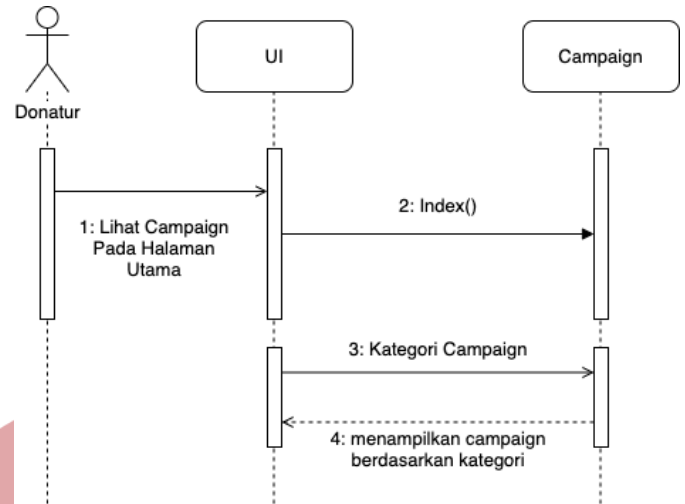 UI
Campaign
Donatur
1: Lihat Campaign
Pada Halaman
Utama
2: Index()
3: Kategori Campaign
4: menampilkan campaign
berdasarkan kategori